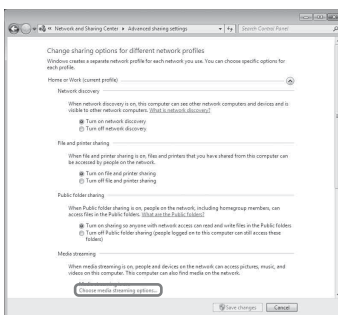 « Network and Sharing Center ▸ Advanced sharing settings
Search Control Panel
Change sharing options for different network profiles
Windows creates a separate network profile for each network you use. You can choose specific options for
each profile.
Home or Work (current profile)
Network discovery
When network discovery is on, this computer can see other network computers and devices and is
visible to other network computers. What is network discovery?
Turn on network discovery
Turn off network discovery
File and printer sharing
When file and printer sharing is on, files and printers that you have shared from this computer can
be accessed by people on the network.
Turn on file and printer sharing
Turn off file and printer sharing
Public folder sharing
When Public folder sharing is on, people on the network, including homegroup members, can
access files in the Public folders. What are the Public folders?
Turn on sharing so anyone with network access can read and write files in the Public folders
Turn off Public folder sharing (people logged on to this computer can still access these
folders)
Media streaming
When media streaming is on, people and devices on the network can access pictures, music, and
videos on this computer. This computer can also find media on the network.
Choose media streaming options...
Save changes
Cancel